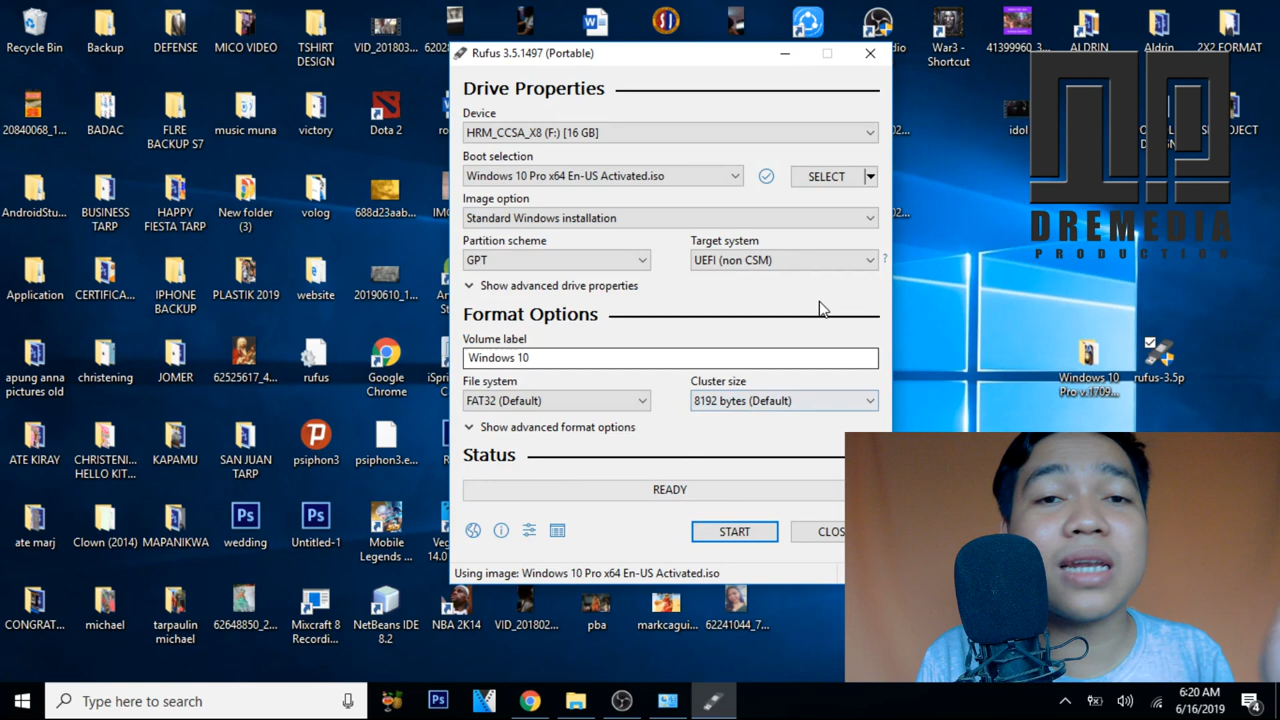 Recycle Bin
Backup
DEFENSE
MICO VIDEO
TSHIRT
DESIGN
VID_201803...
War3 -
Shortcut
41399960_3...
ALDRIN
Aldrin
2X2 FORMAT
20840068_1...
BADAC
FLRE
BACKUP S7
music muna
victory
Dota 2
idol
AndroidStu...
BUSINESS
TARP
HAPPY
FIESTA TARP
New folder
(3)
volog
688d23aab...
Application
CERTIFICA...
IPHONE
BACKUP
PLASTIK 2019
website
20190610_1...
apung anna
pictures old
christening
JOMER
62525617_4...
rufus
Google
Chrome
ATE KIRAY
CHRISTENI...
HELLO KIT...
KAPAMU
SAN JUAN
TARP
psiphon3
psiphon3.e...
ate marj
Clown (2014)
MAPANIKWA
wedding
Untitled-1
Mobile
Legends ...
CONGRAT...
michael
tarpaulin
michael
62648850_2...
Mixcraft 8
Recordi...
NetBeans IDE
8.2
NBA 2K14
VID_201802...
pba
markcagui...
62241044_7...
Rufus 3.5.1497 (Portable)
Drive Properties
Device
HRM_CCSA_X8 (F:) [16 GB]
Boot selection
Windows 10 Pro x64 En-US Activated.iso
SELECT
Image option
Standard Windows installation
Partition scheme
Target system
GPT
UEFI (non CSM)
?
Show advanced drive properties
Format Options
Volume label
Windows 10
File system
Cluster size
FAT32 (Default)
8192 bytes (Default)
Show advanced format options
Status
READY
START
CLOS
Using image: Windows 10 Pro x64 En-US Activated.iso
DREMEDIA
PRODUCTION
Windows 10
Pro v.1709...
rufus-3.5p
Type here to search
6:20 AM
6/16/2019
4